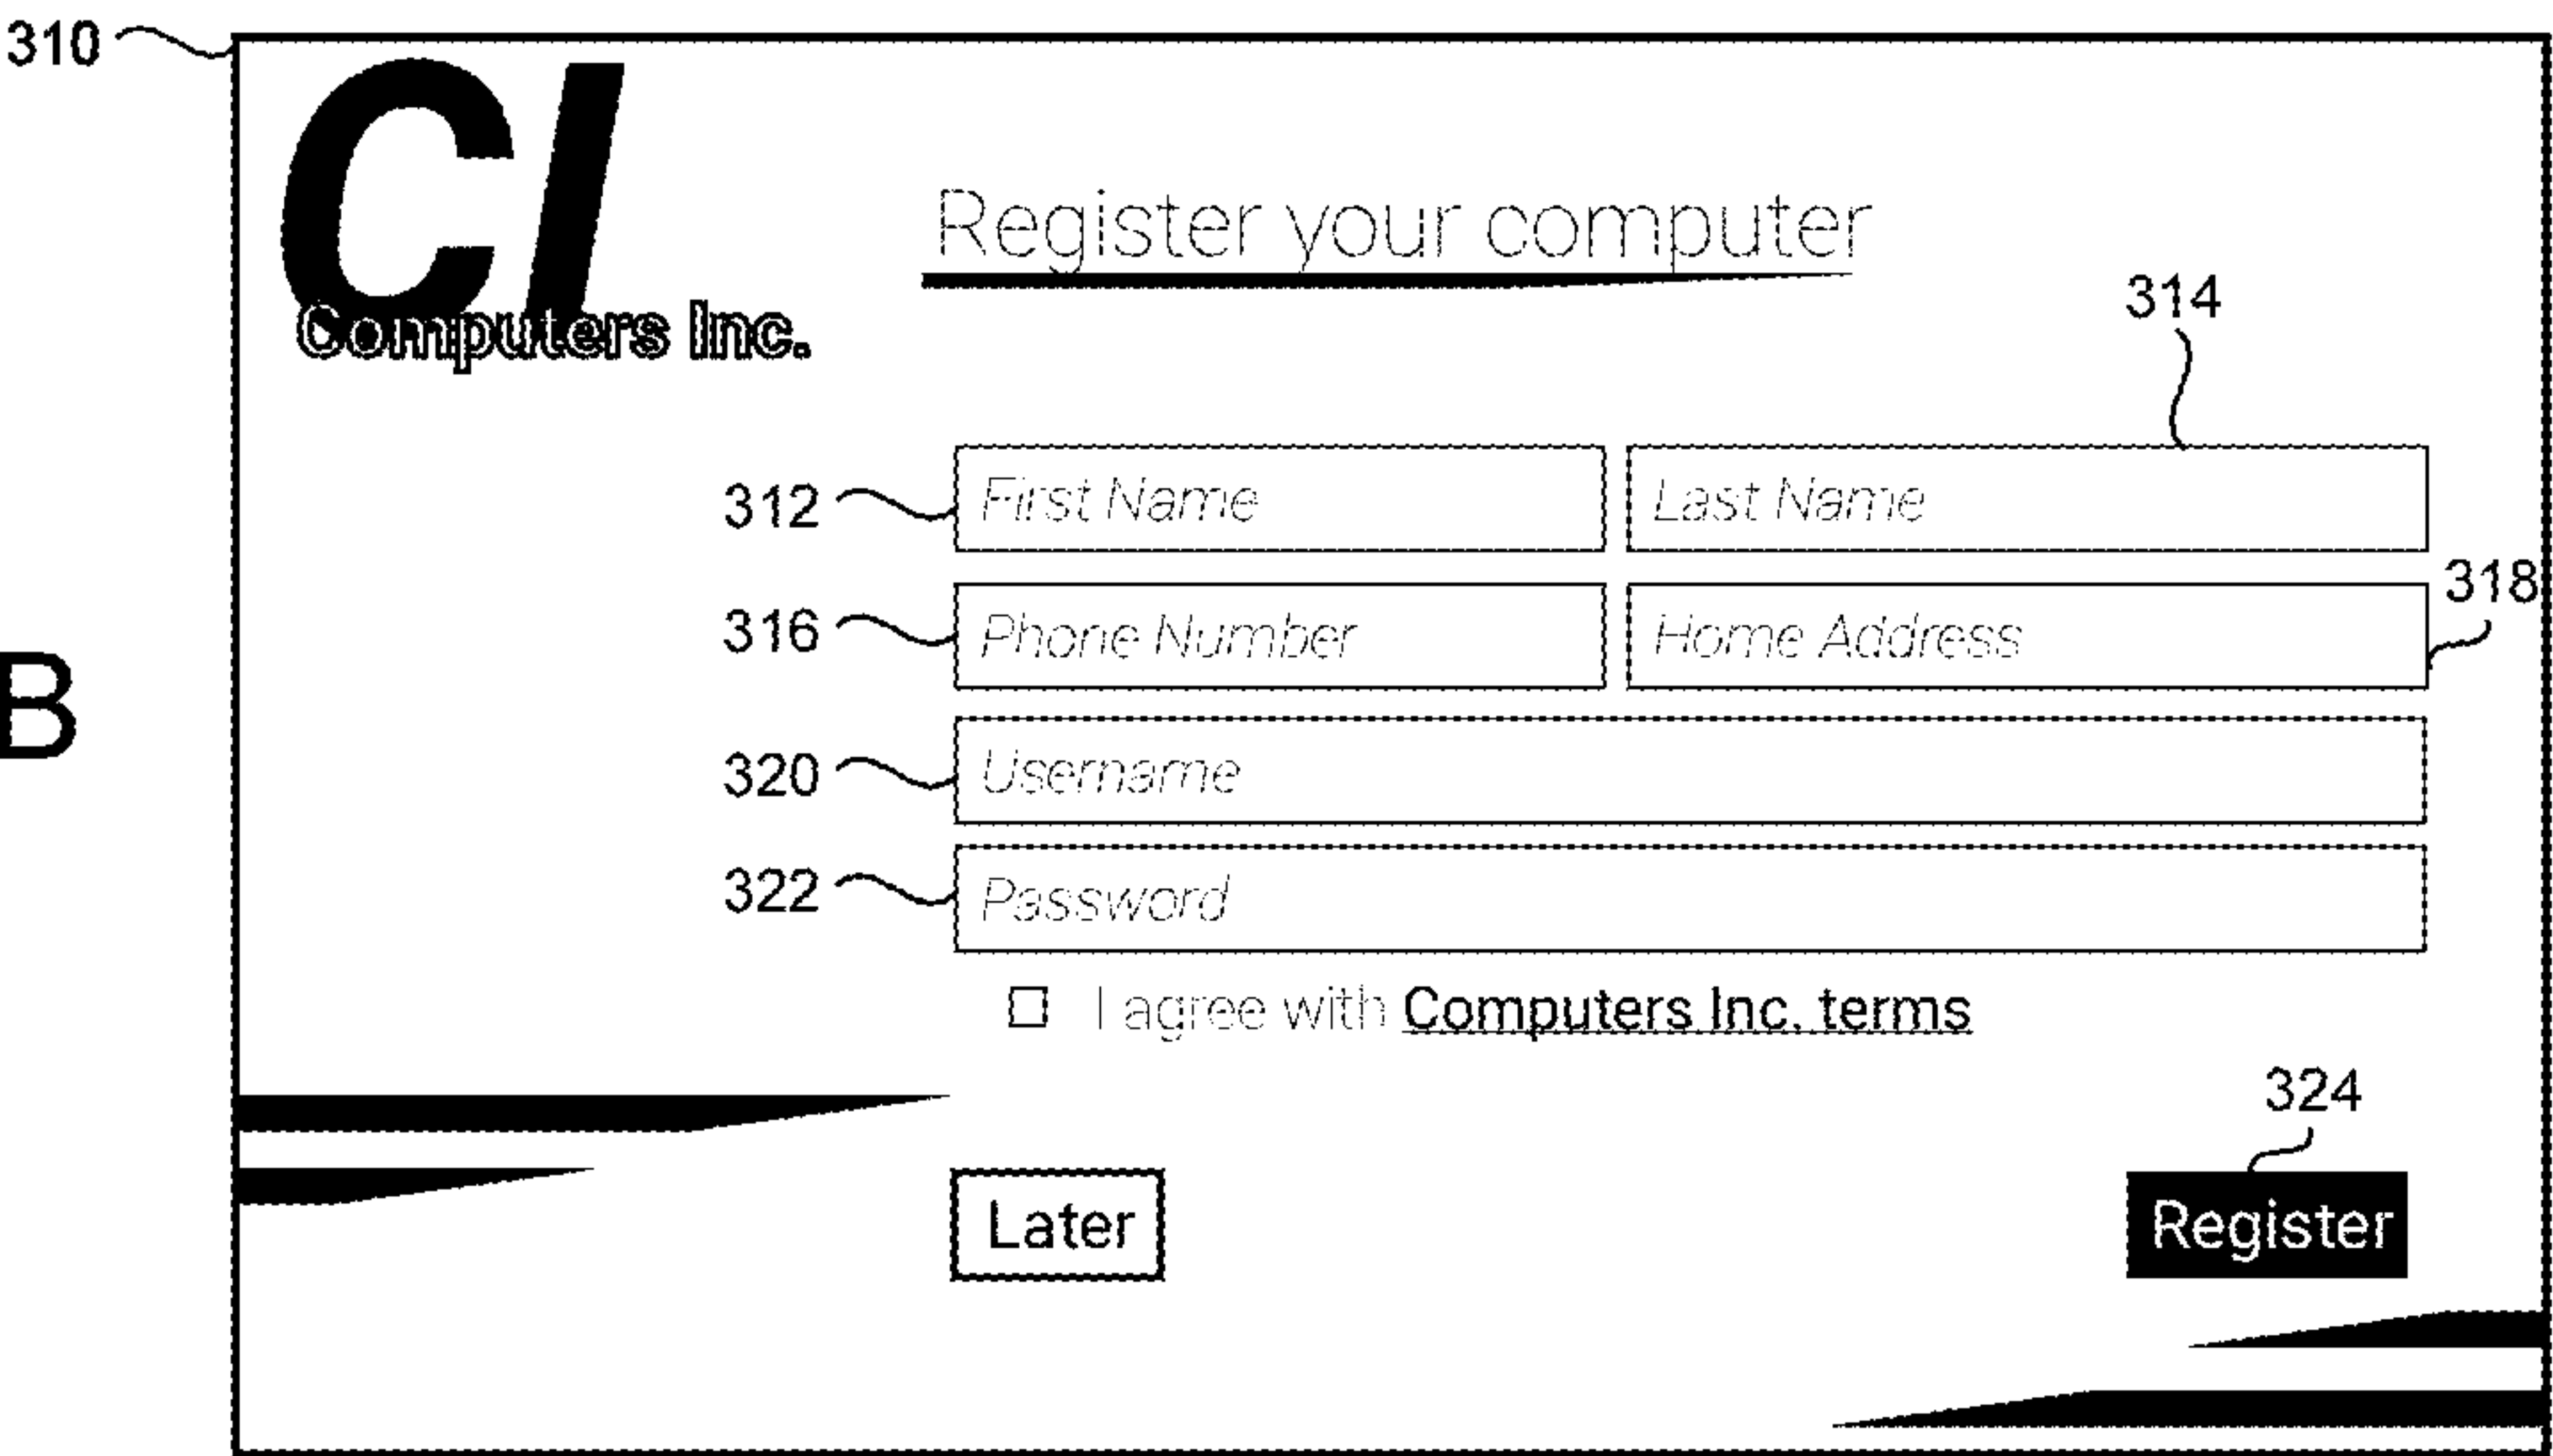 310
CI
Computers Inc.
Register your computer
314
312 First Name Last Name
318
316 Phone Number Home Address
B
320 Username
322 Password
I agree with Computers Inc. terms
324
Later Register